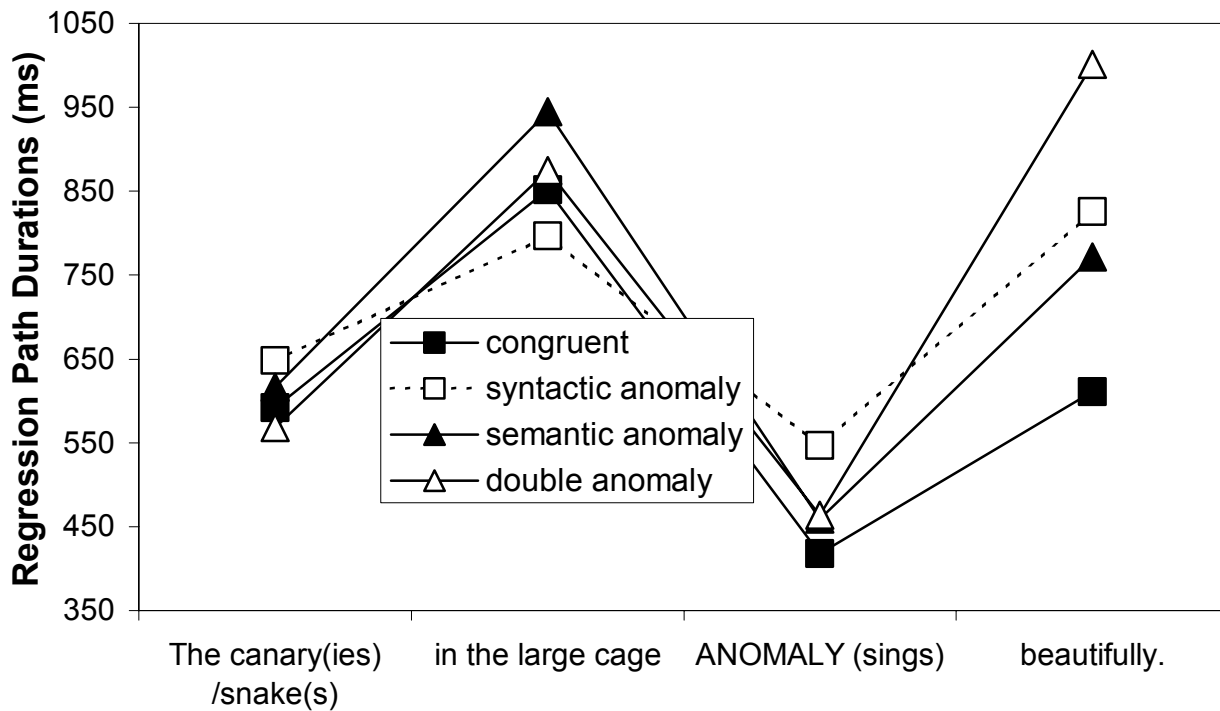 Regression Path Durations (ms)
1050
950
850
750
650
550
450
350
congruent
syntactic anomaly
semantic anomaly
double anomaly
The canary(ies)
/snake(s)
in the large cage
ANOMALY (sings)
beautifully.